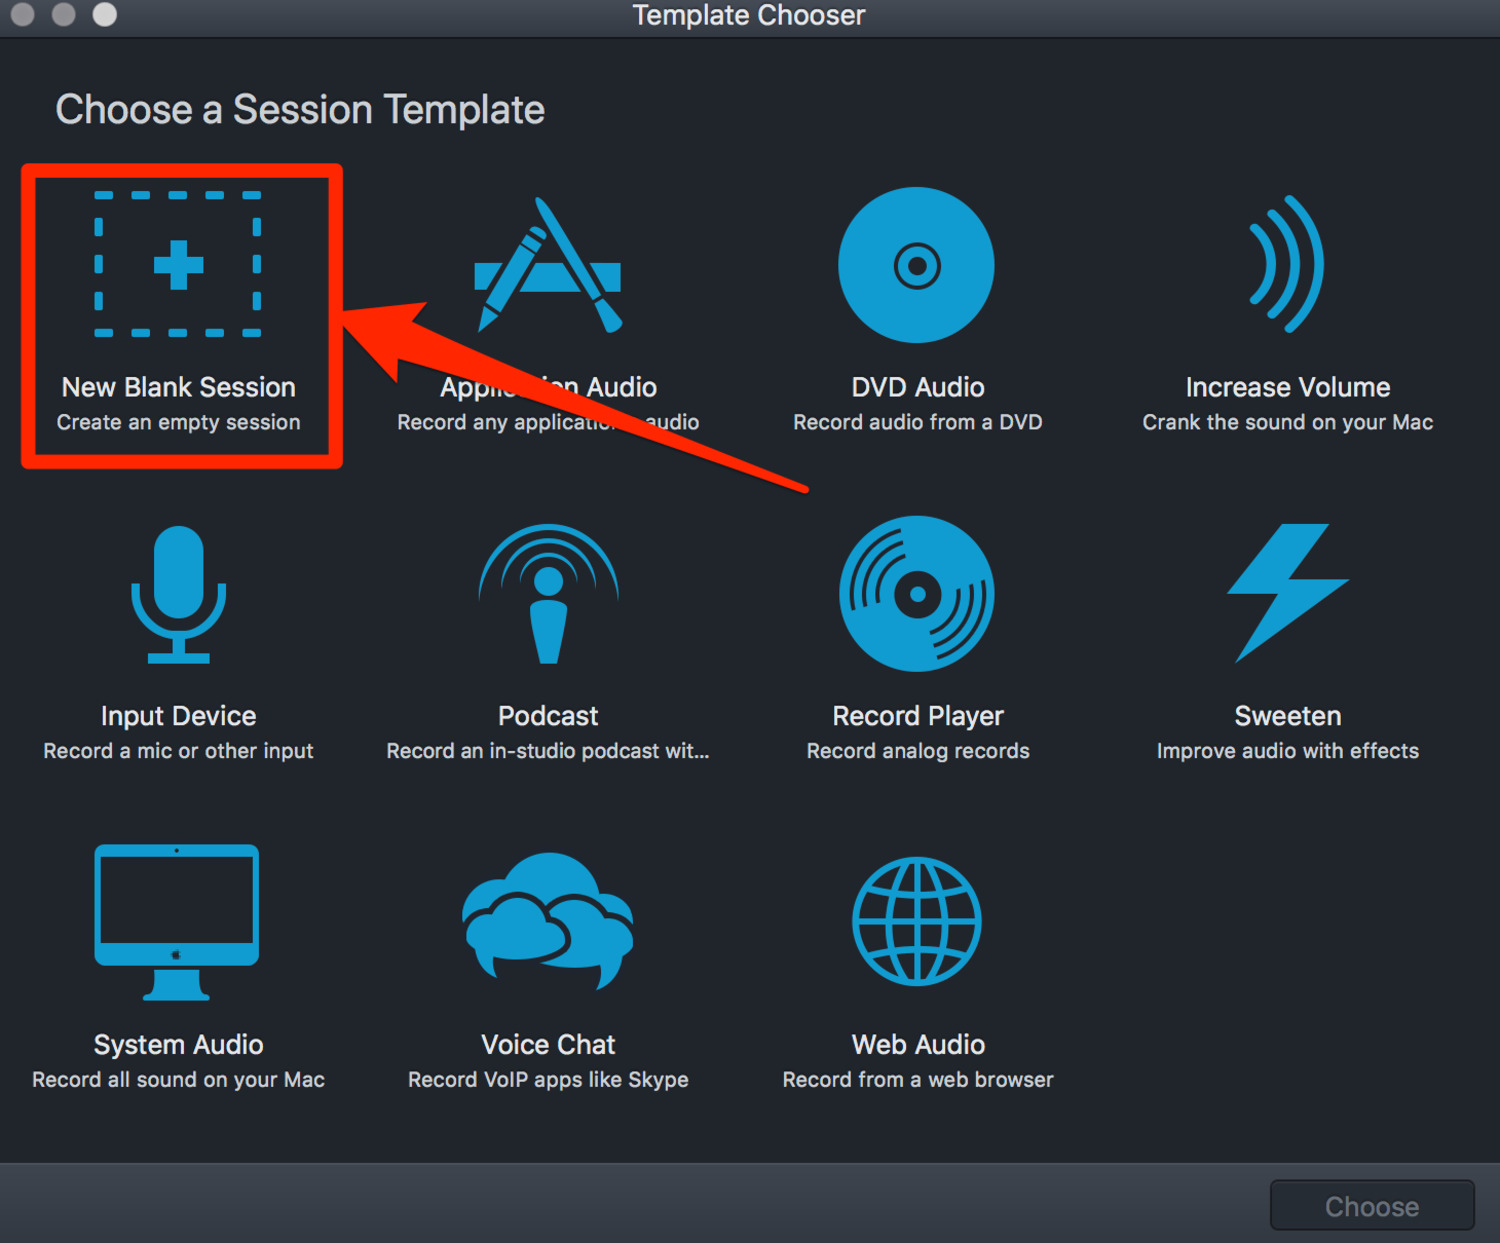 Template Chooser
Choose a Session Template
New Blank Session
Create an empty session
Audio
Record any audio
DVD Audio
Record audio from a DVD
Increase Volume
Crank the sound on your Mac
Input Device
Record a mic or other input
Podcast
Record an in-studio podcast wit...
Record Player
Record analog records
Sweeten
Improve audio with effects
System Audio
Record all sound on your Mac
Voice Chat
Record VoIP apps like Skype
Web Audio
Record from a web browser
Choose